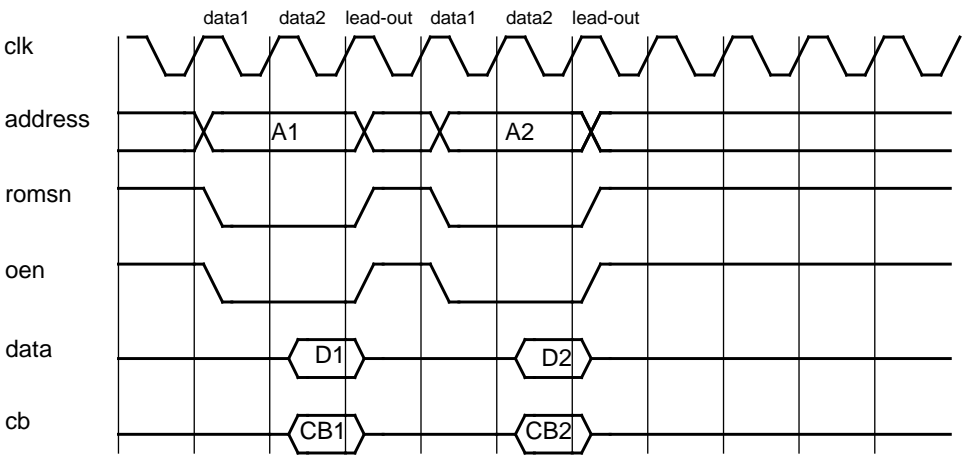 data1 data2 lead-out data1 data2 lead-out
clk
address A1 A2
romsn
oen
data D1 D2
cb CB1 CB2